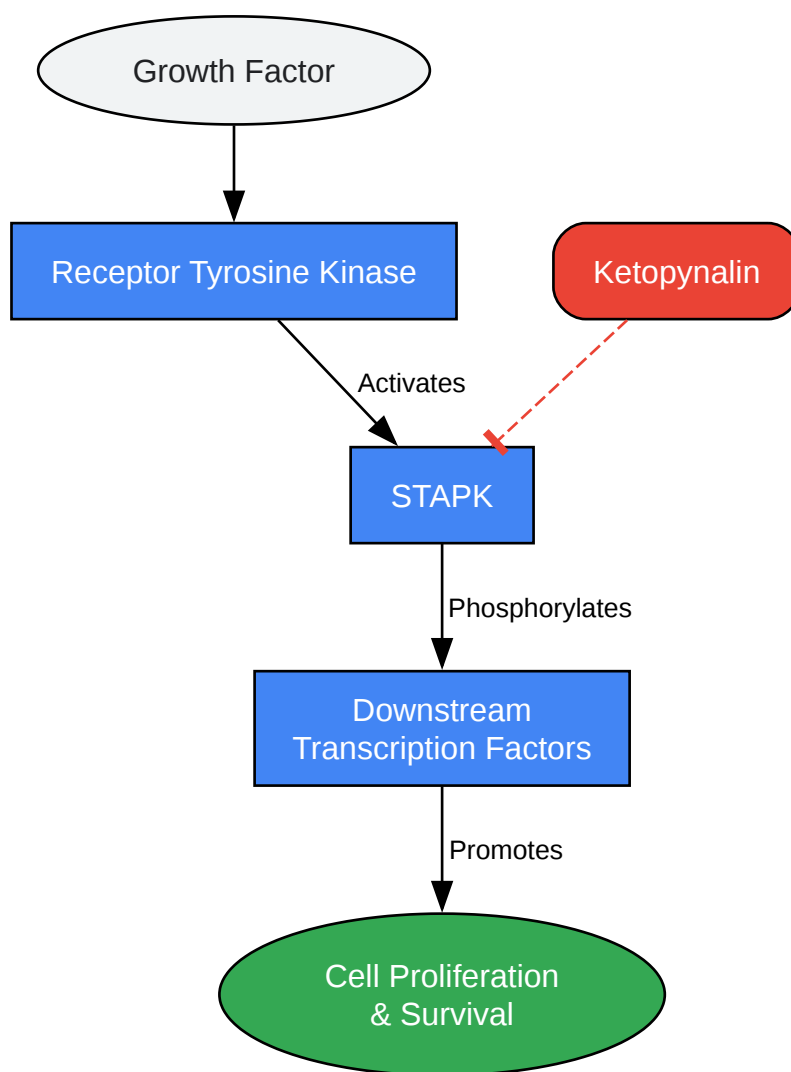 Growth Factor
Receptor Tyrosine Kinase
Ketopynalin
Activates
STAPK
Phosphorylates
Downstream
Transcription Factors
Promotes
Cell Proliferation
& Survival